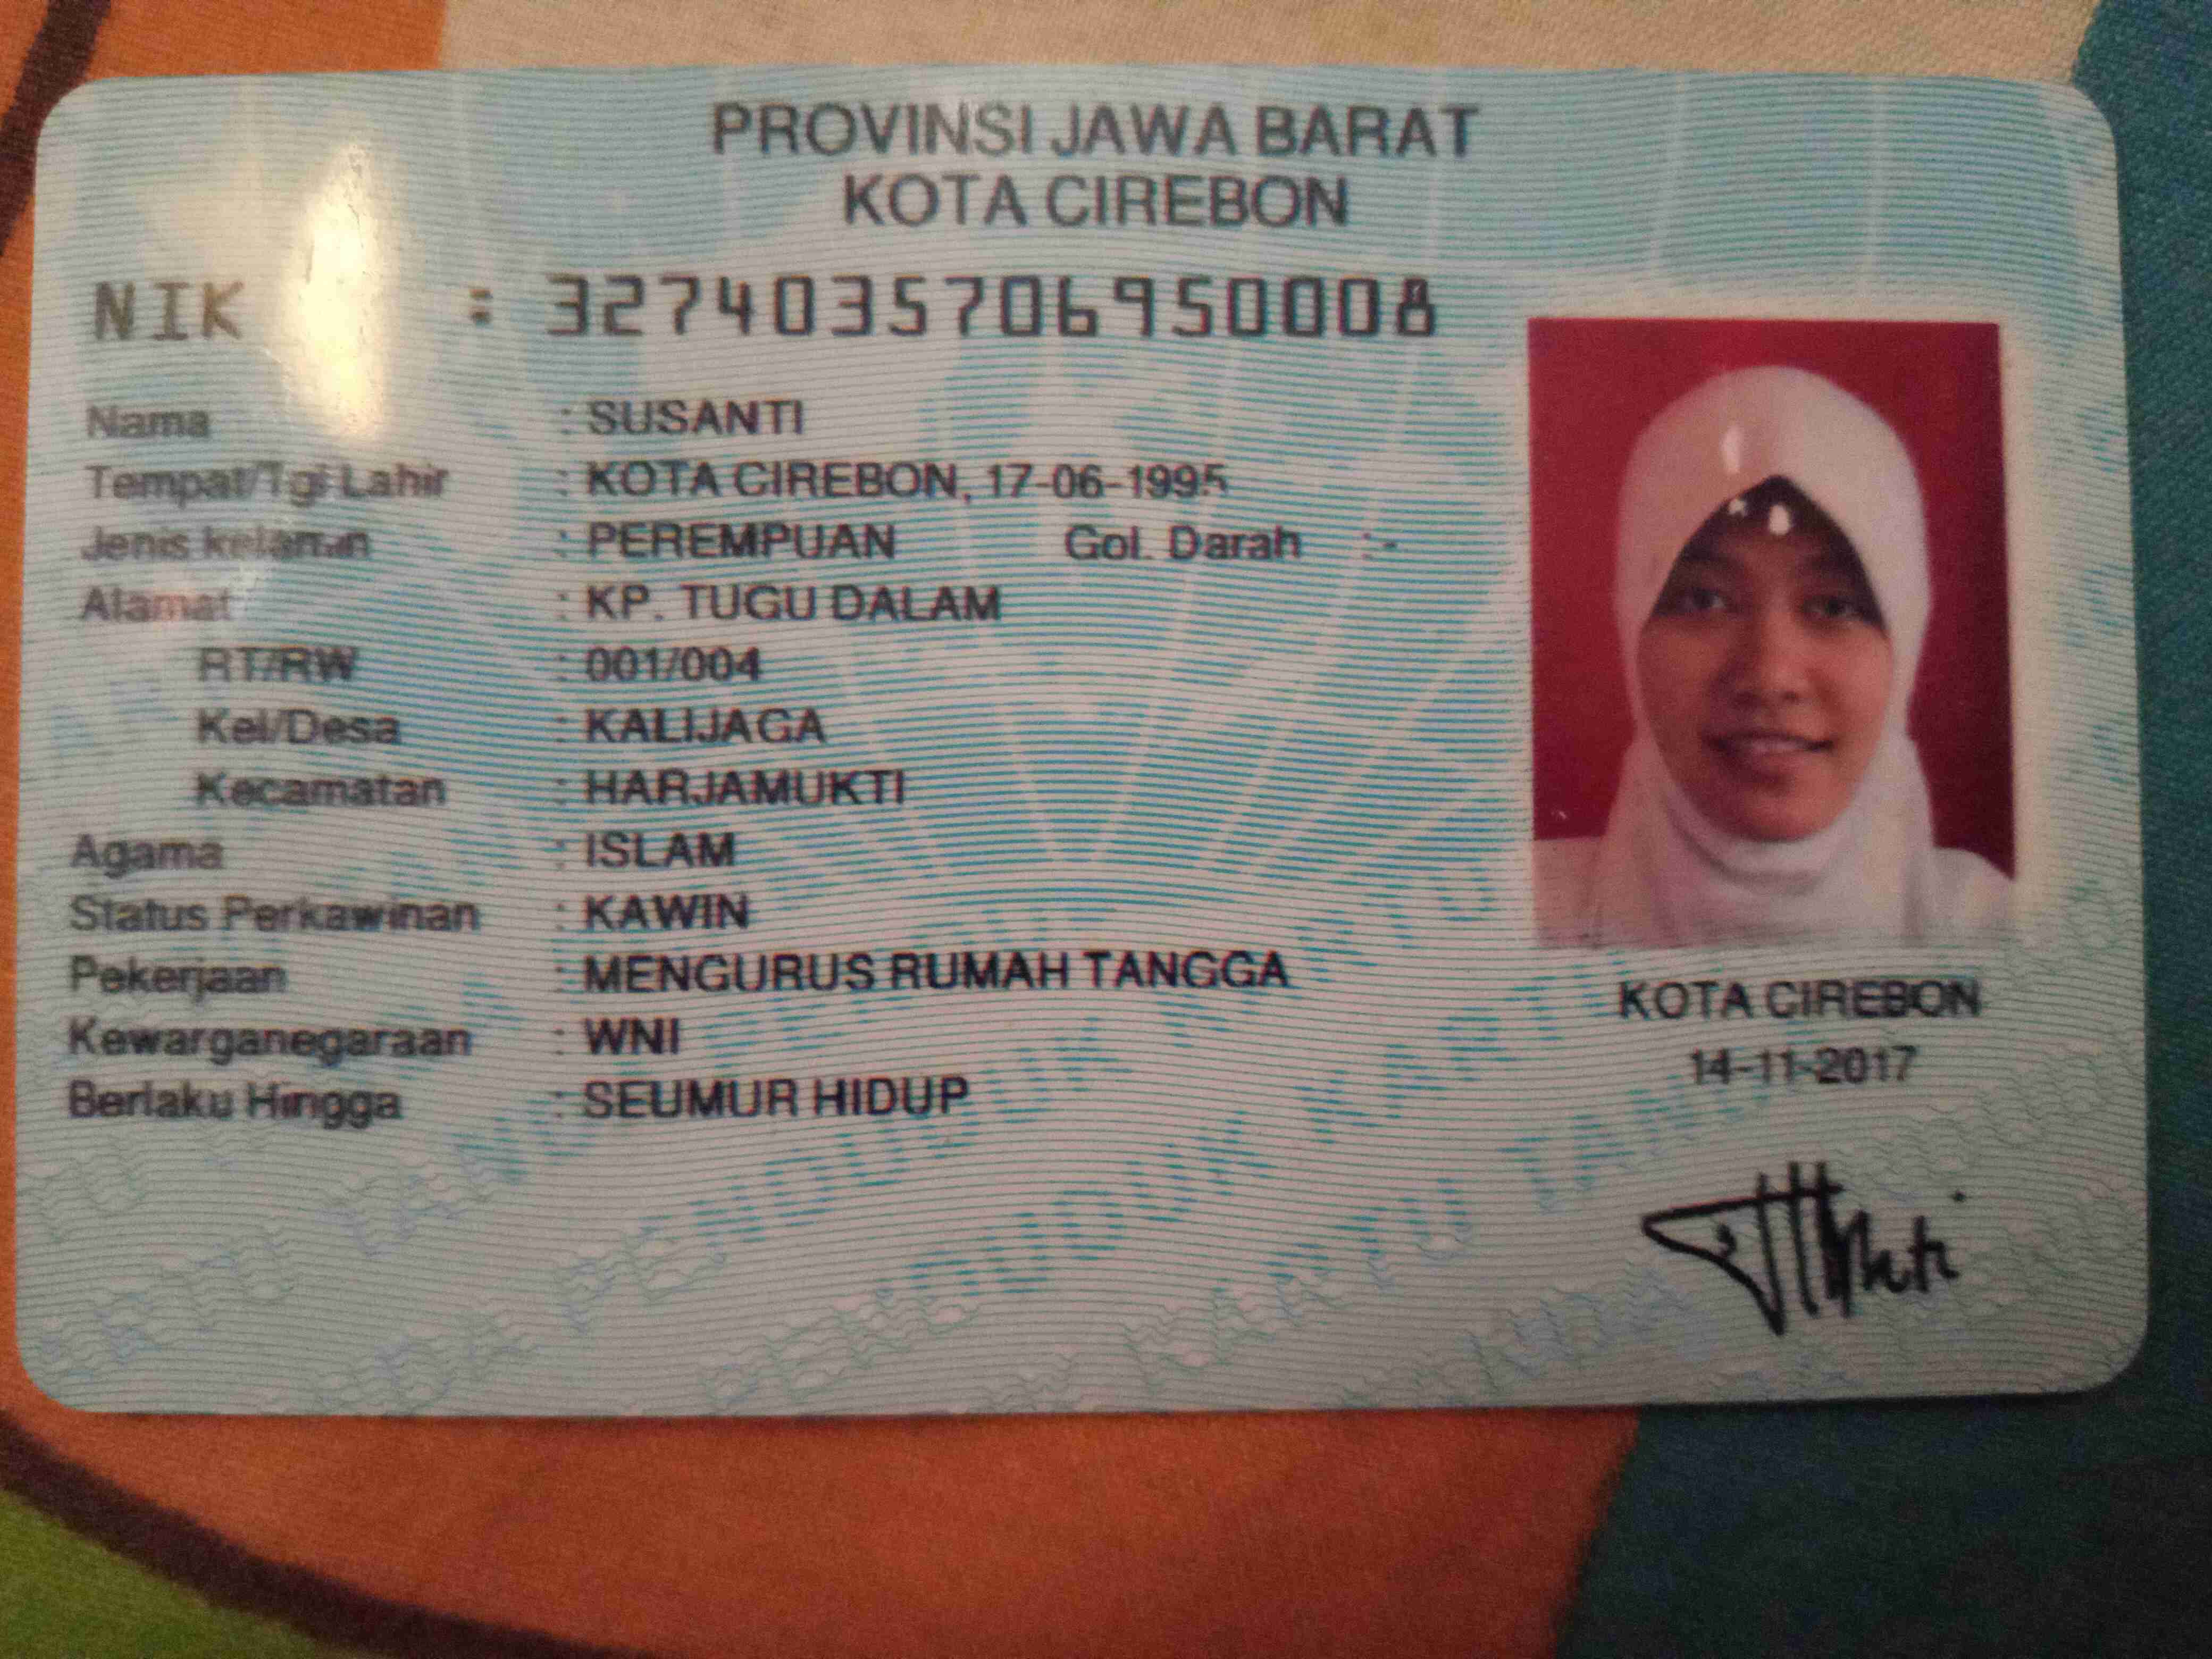 PROVINSI JAWA BARAT
KOTA CIREBON
NIK : 3274035706950008
Nama : SUSANTI
Tempat/Tgl Lahir : KOTA CIREBON, 17-06-1995
Jenis kelamin : PEREMPUAN Gol. Darah : -
Alamat : KP. TUGU DALAM
RT/RW : 001/004
Kel/Desa : KALIJAGA
Kecamatan : HARJAMUKTI
Agama : ISLAM
Status Perkawinan : KAWIN
Pekerjaan : MENGURUS RUMAH TANGGA
Kewarganegaraan : WNI
Berlaku Hingga : SEUMUR HIDUP
KOTA CIREBON
14-11-2017